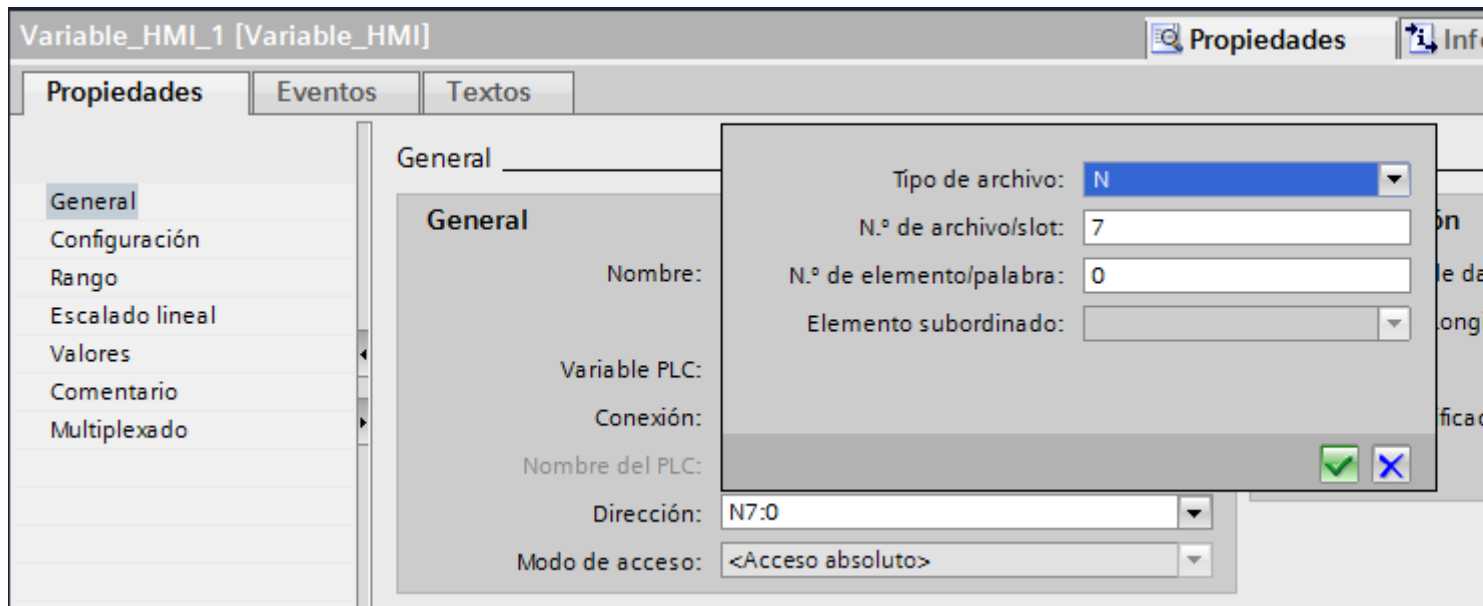 Variable_HMI_1 [Variable_HMI]
Propiedades
Propiedades
Eventos
Textos
General
Configuración
Rango
Escalado lineal
Valores
Comentario
Multiplexado
General
General
Nombre:
Variable PLC:
Conexión:
Nombre del PLC:
Dirección: N7:0
Modo de acceso: <Acceso absoluto>
Tipo de archivo: N
N.º de archivo/slot: 7
N.º de elemento/palabra: 0
Elemento subordinado: